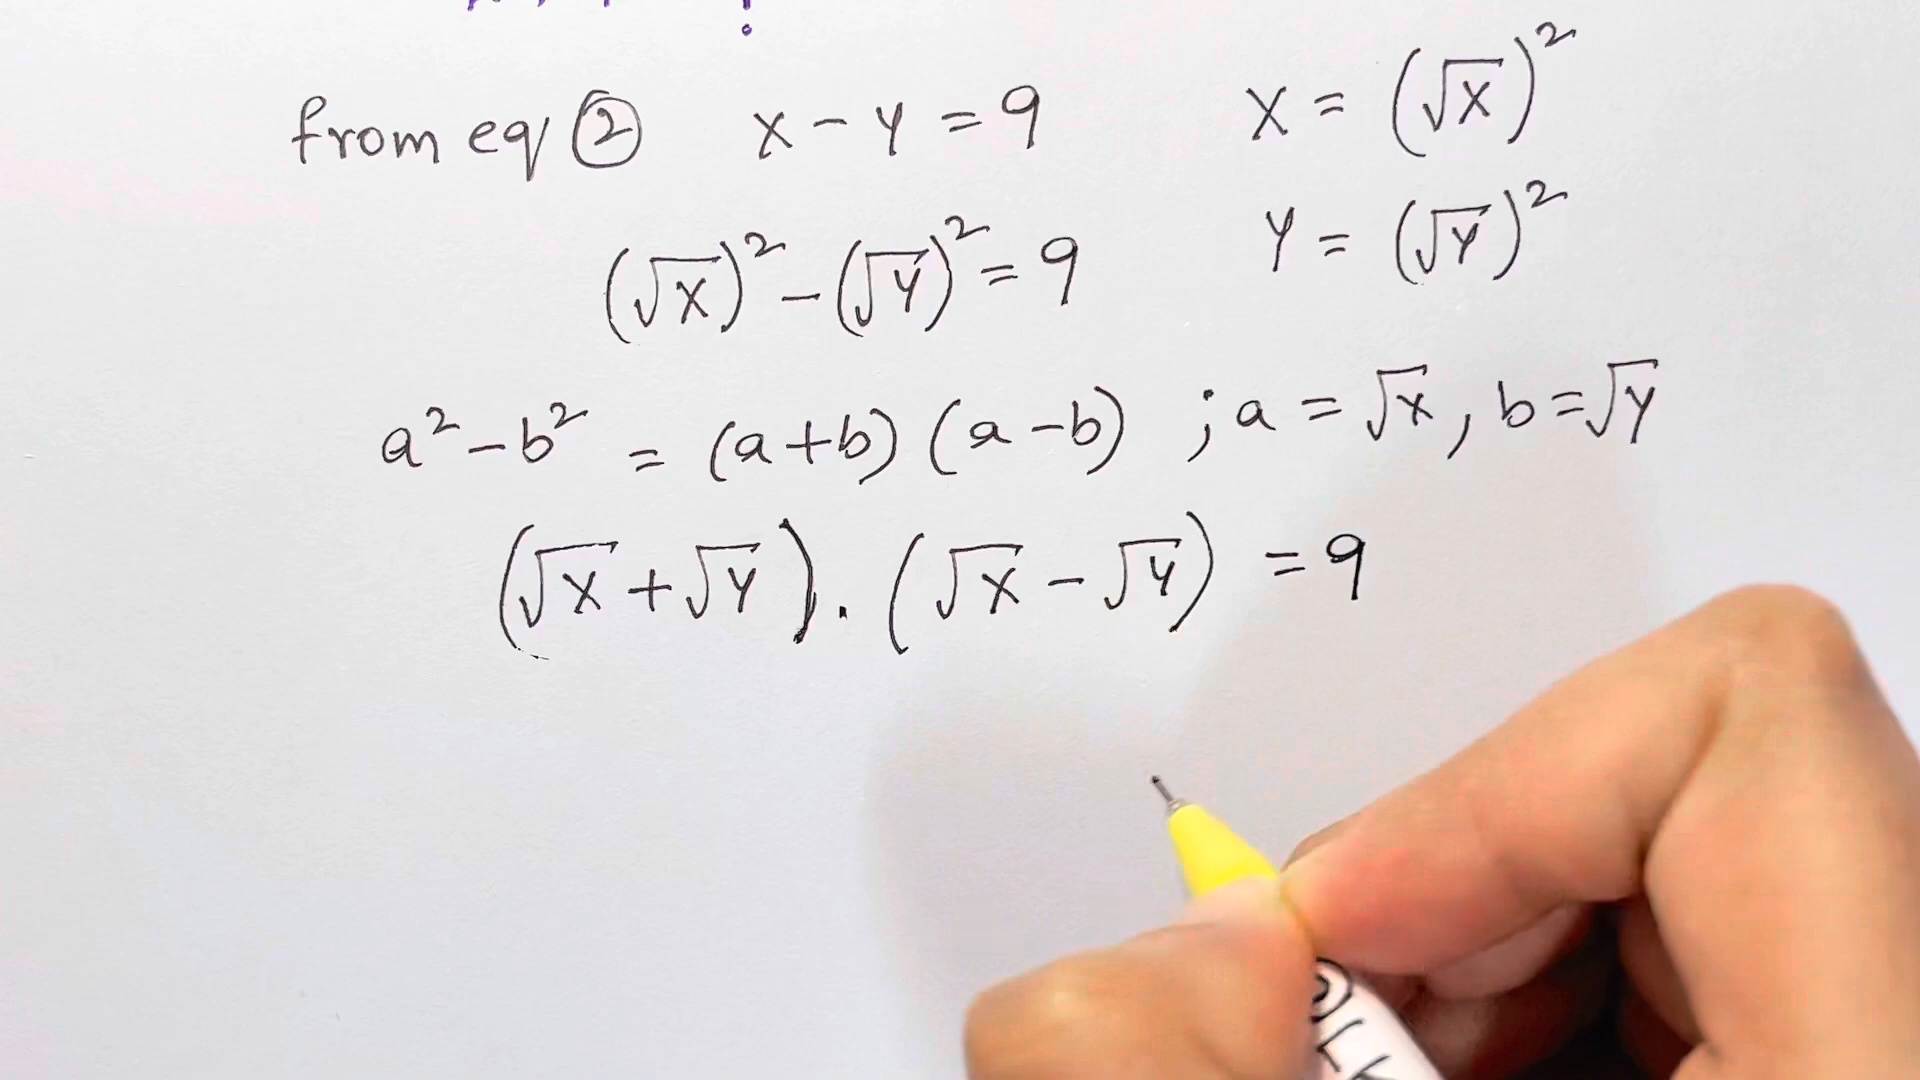 from eq ② x - y = 9 x = (√x)²
(√x)² - (√y)² = 9 y = (√y)²
a² - b² = (a+b) (a-b) ; a = √x, b = √y
(√x + √y) . (√x - √y) = 9